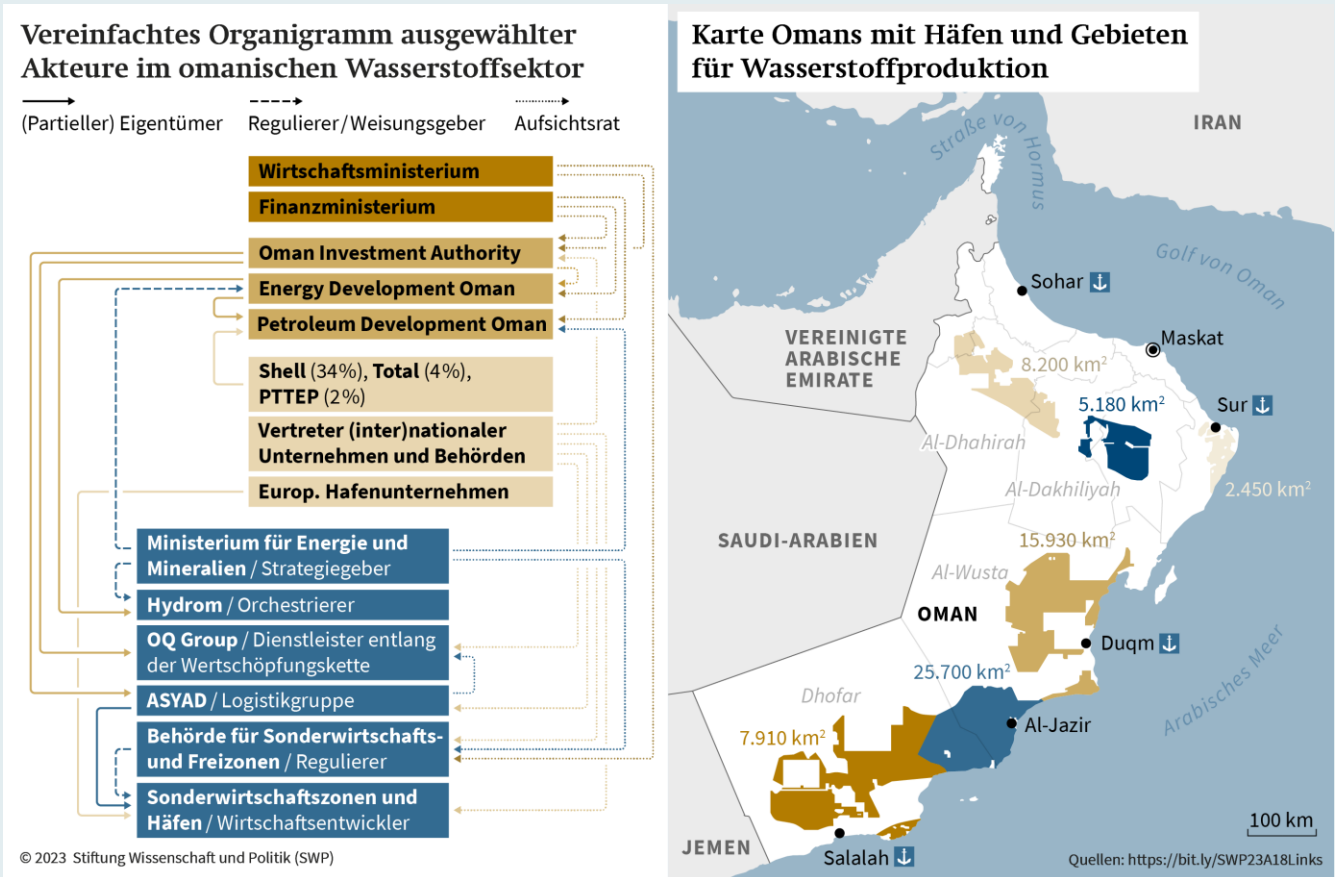 Vereinfachtes Organigramm ausgewählter
Akteure im omanischen Wasserstoffsektor
(Partieller) Eigentümer
Regulierer/Weisungsgeber
Aufsichtsrat
Wirtschaftsministerium
Finanzministerium
Oman Investment Authority
Energy Development Oman
Petroleum Development Oman
Shell (34%), Total (4%),
PTTEP (2%)
Vertreter (inter)nationaler
Unternehmen und Behörden
Europ. Hafenunternehmen
Ministerium für Energie und
Mineralien / Strategiegeber
Hydrom / Orchestrierer
OQ Group / Dienstleister entlang
der Wertschöpfungskette
ASYAD / Logistikgruppe
Behörde für Sonderwirtschafts-
und Freizonen / Regulierer
Sonderwirtschaftszonen und
Häfen / Wirtschaftsentwickler
© 2023 Stiftung Wissenschaft und Politik (SWP)
Karte Omans mit Häfen und Gebieten
für Wasserstoffproduktion
IRAN
Straße von
Hormus
Golf von Oman
Sohar
Maskat
VEREINIGTE
ARABISCHE
EMIRATE
8.200 km²
5.180 km²
Sur
Al-Dhahirah
Al-Dakhiliyah
2.450 km²
SAUDI-ARABIEN
15.930 km²
Al-Wusta
OMAN
Duqm
25.700 km²
Arabisches Meer
Dhofar
Al-Jazir
7.910 km²
100 km
JEMEN
Salalah
Quellen: https://bit.ly/SWP23A18Links